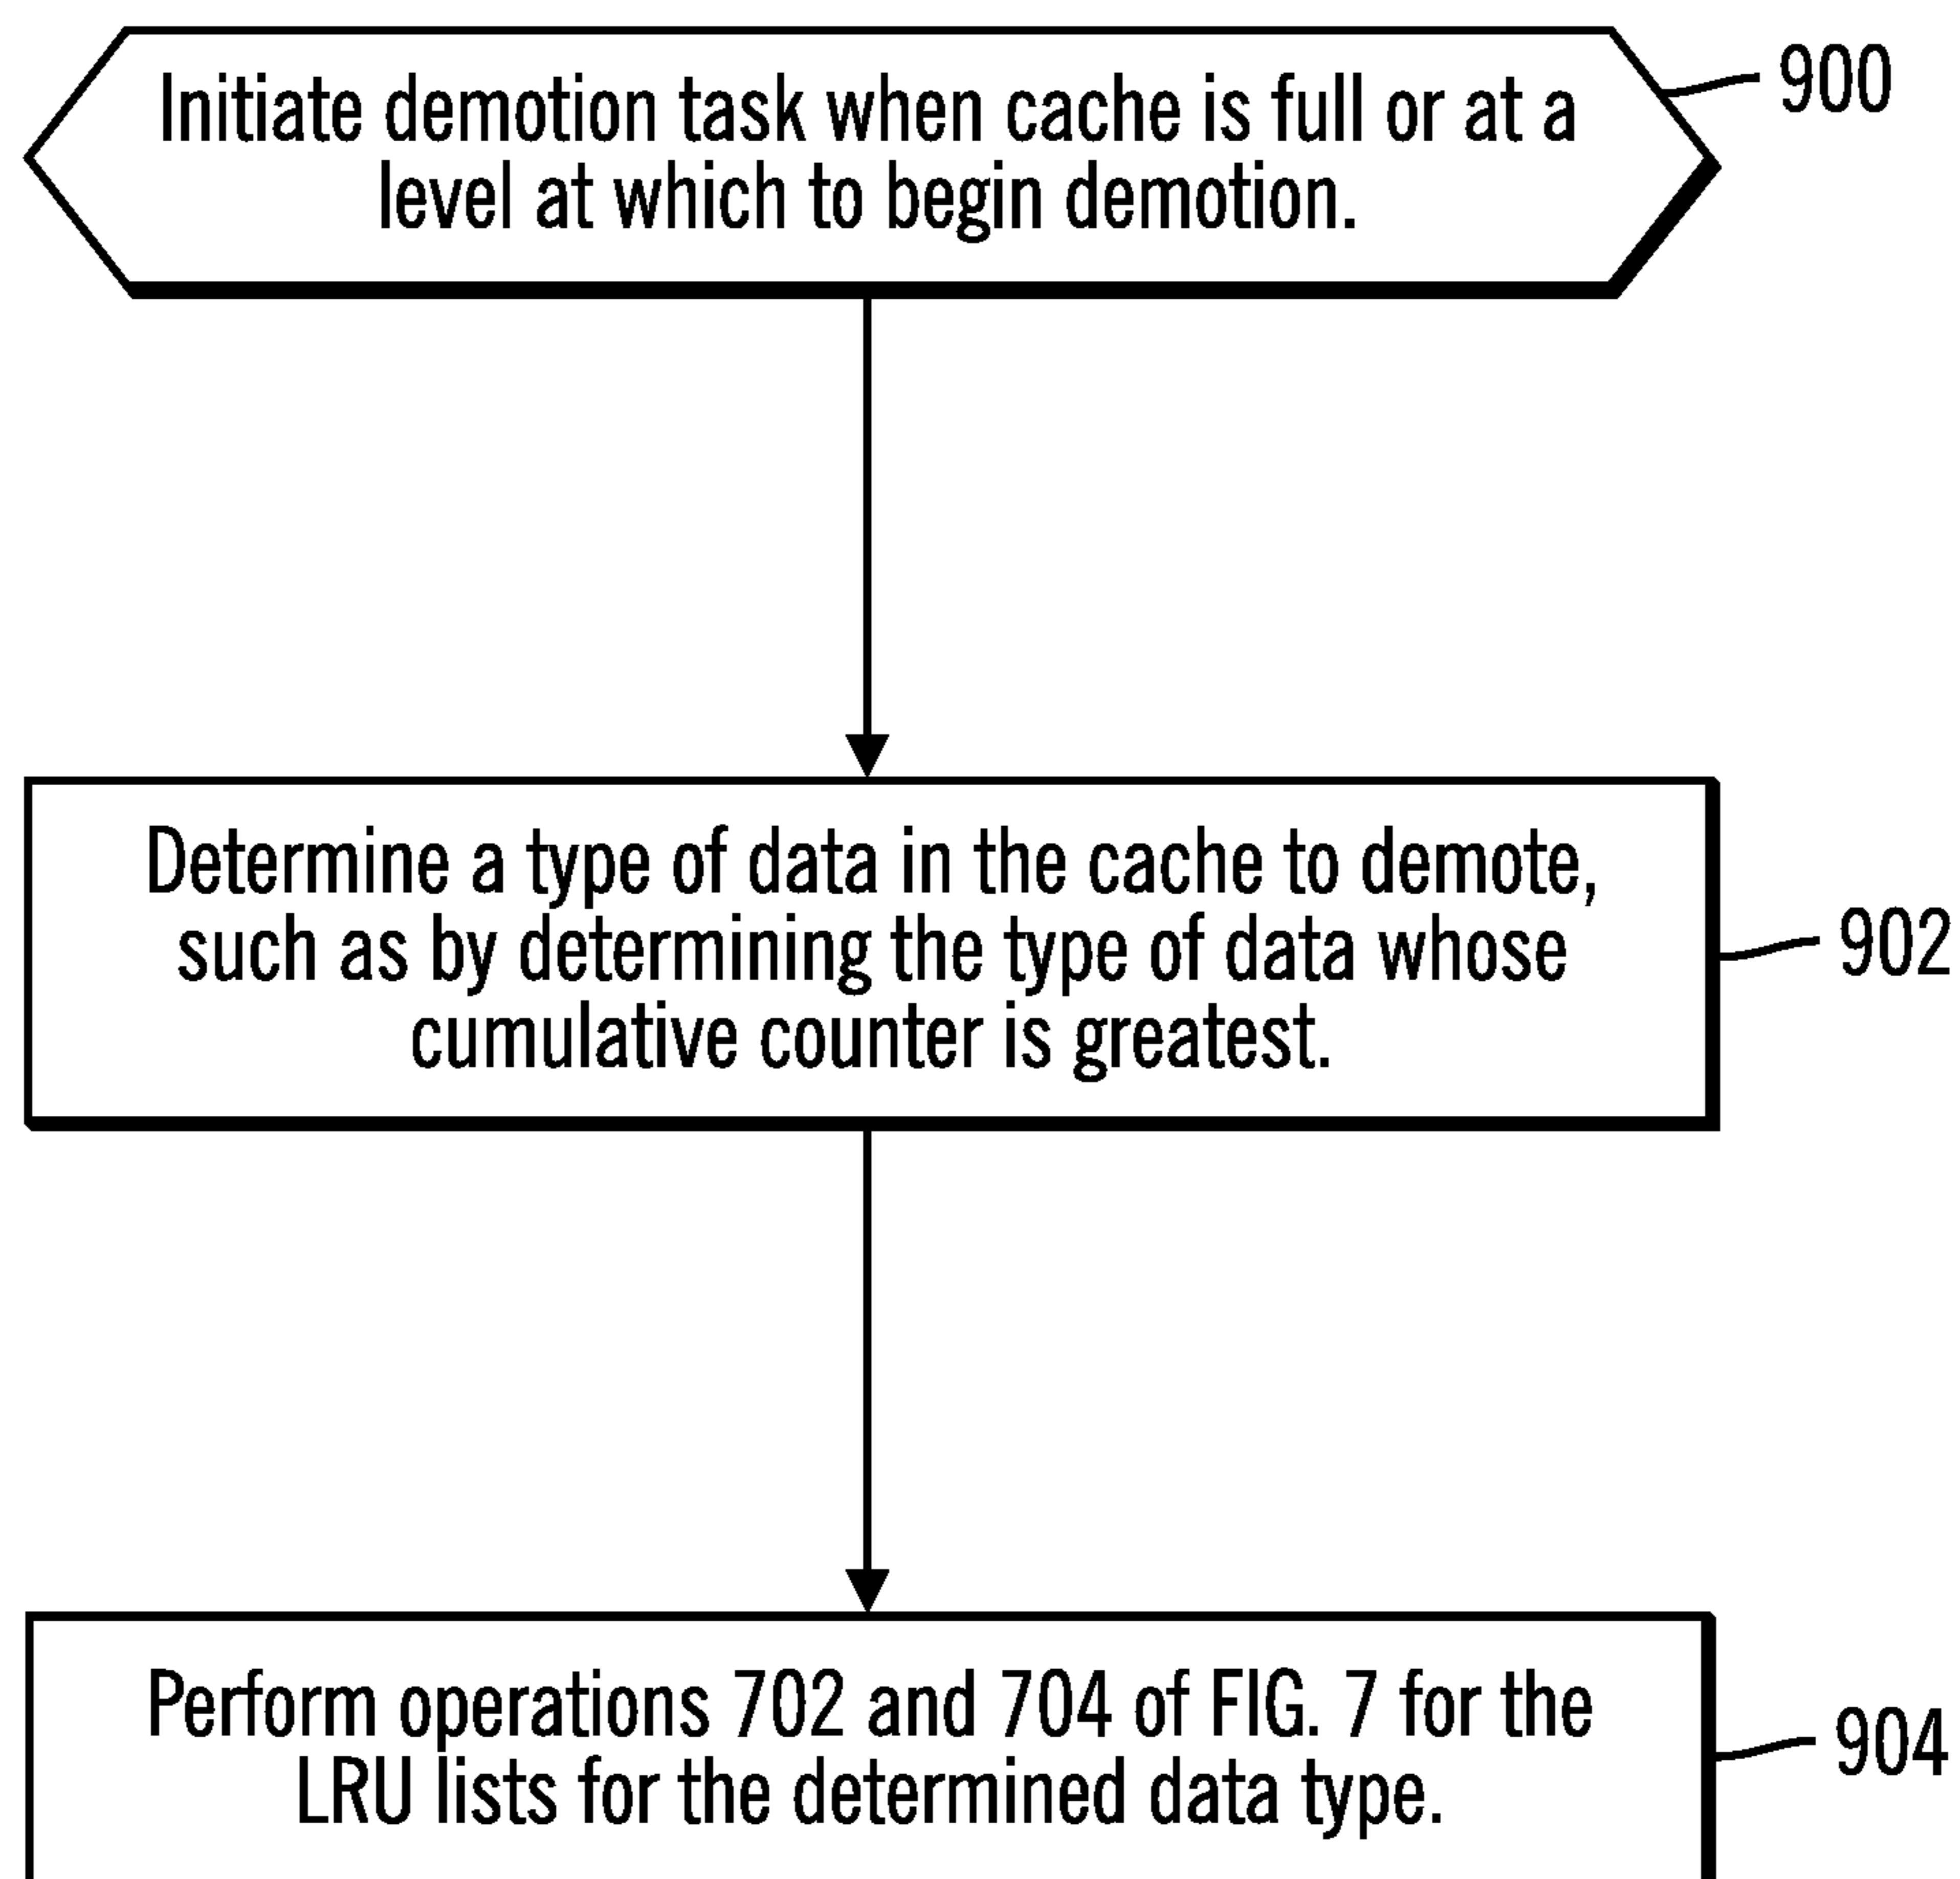 Initiate demotion task when cache is full or at a
level at which to begin demotion.
900
Determine a type of data in the cache to demote,
such as by determining the type of data whose
cumulative counter is greatest.
902
Perform operations 702 and 704 of FIG. 7 for the
LRU lists for the determined data type.
904